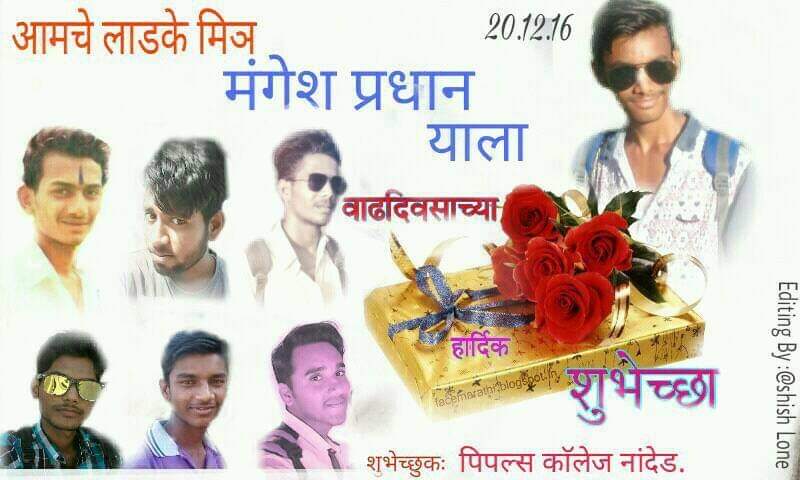 आमचे लाडके मित्र
20.12.16
मंगेश प्रधान
याला
वाढदिवसाच्या
हार्दिक
facemarathi.blogspot.in
शुभेच्छा
शुभेच्छुकः पिपल्स कॉलेज नांदेड.
Editing By :@shish Lone